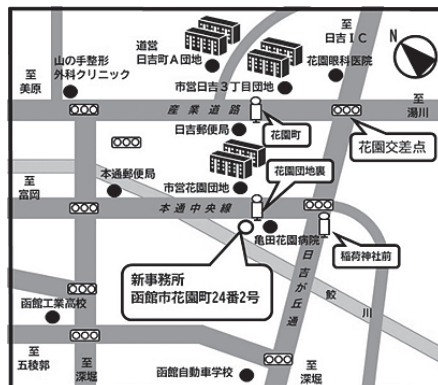 至
日吉ＩＣ
N
道営
日吉町Ａ団地
山の手整形
外科クリニック
市営日吉３丁目団地
花園眼科医院
至
美原
産業道路
至
湯川
日吉郵便局
花園町
花園交差点
本通郵便局
市営花園団地
花園団地裏
至
富岡
本通中央線
亀田花園病院
稲荷神社前
新事務所
函館市花園町24番2号
日吉が丘通
鮫川
函館工業高校
至
五稜郭
至
深堀
函館自動車学校
至
深堀